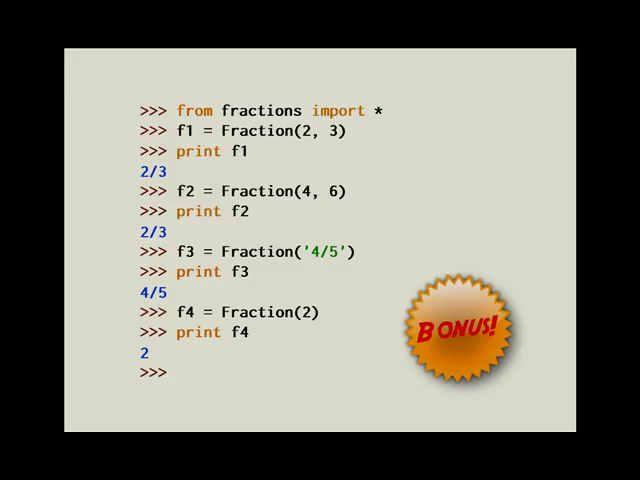 >>> from fractions import *
>>> f1 = Fraction(2, 3)
>>> print f1
2/3
>>> f2 = Fraction(4, 6)
>>> print f2
2/3
>>> f3 = Fraction('4/5')
>>> print f3
4/5
>>> f4 = Fraction(2)
>>> print f4
2
>>>
BONUS!